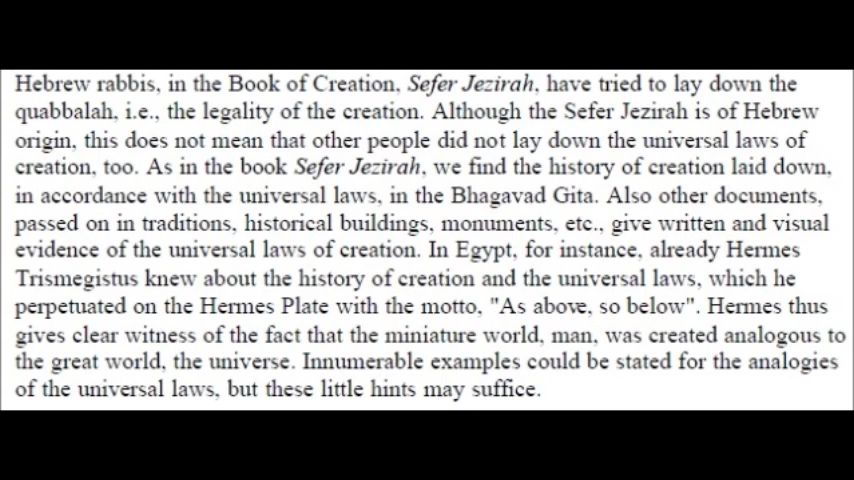 Hebrew rabbis, in the Book of Creation, Sefer Jezirah, have tried to lay down the
quabbalah, i.e., the legality of the creation. Although the Sefer Jezirah is of Hebrew
origin, this does not mean that other people did not lay down the universal laws of
creation, too. As in the book Sefer Jezirah, we find the history of creation laid down,
in accordance with the universal laws, in the Bhagavad Gita. Also other documents,
passed on in traditions, historical buildings, monuments, etc., give written and visual
evidence of the universal laws of creation. In Egypt, for instance, already Hermes
Trismegistus knew about the history of creation and the universal laws, which he
perpetuated on the Hermes Plate with the motto, "As above, so below". Hermes thus
gives clear witness of the fact that the miniature world, man, was created analogous to
the great world, the universe. Innumerable examples could be stated for the analogies
of the universal laws, but these little hints may suffice.